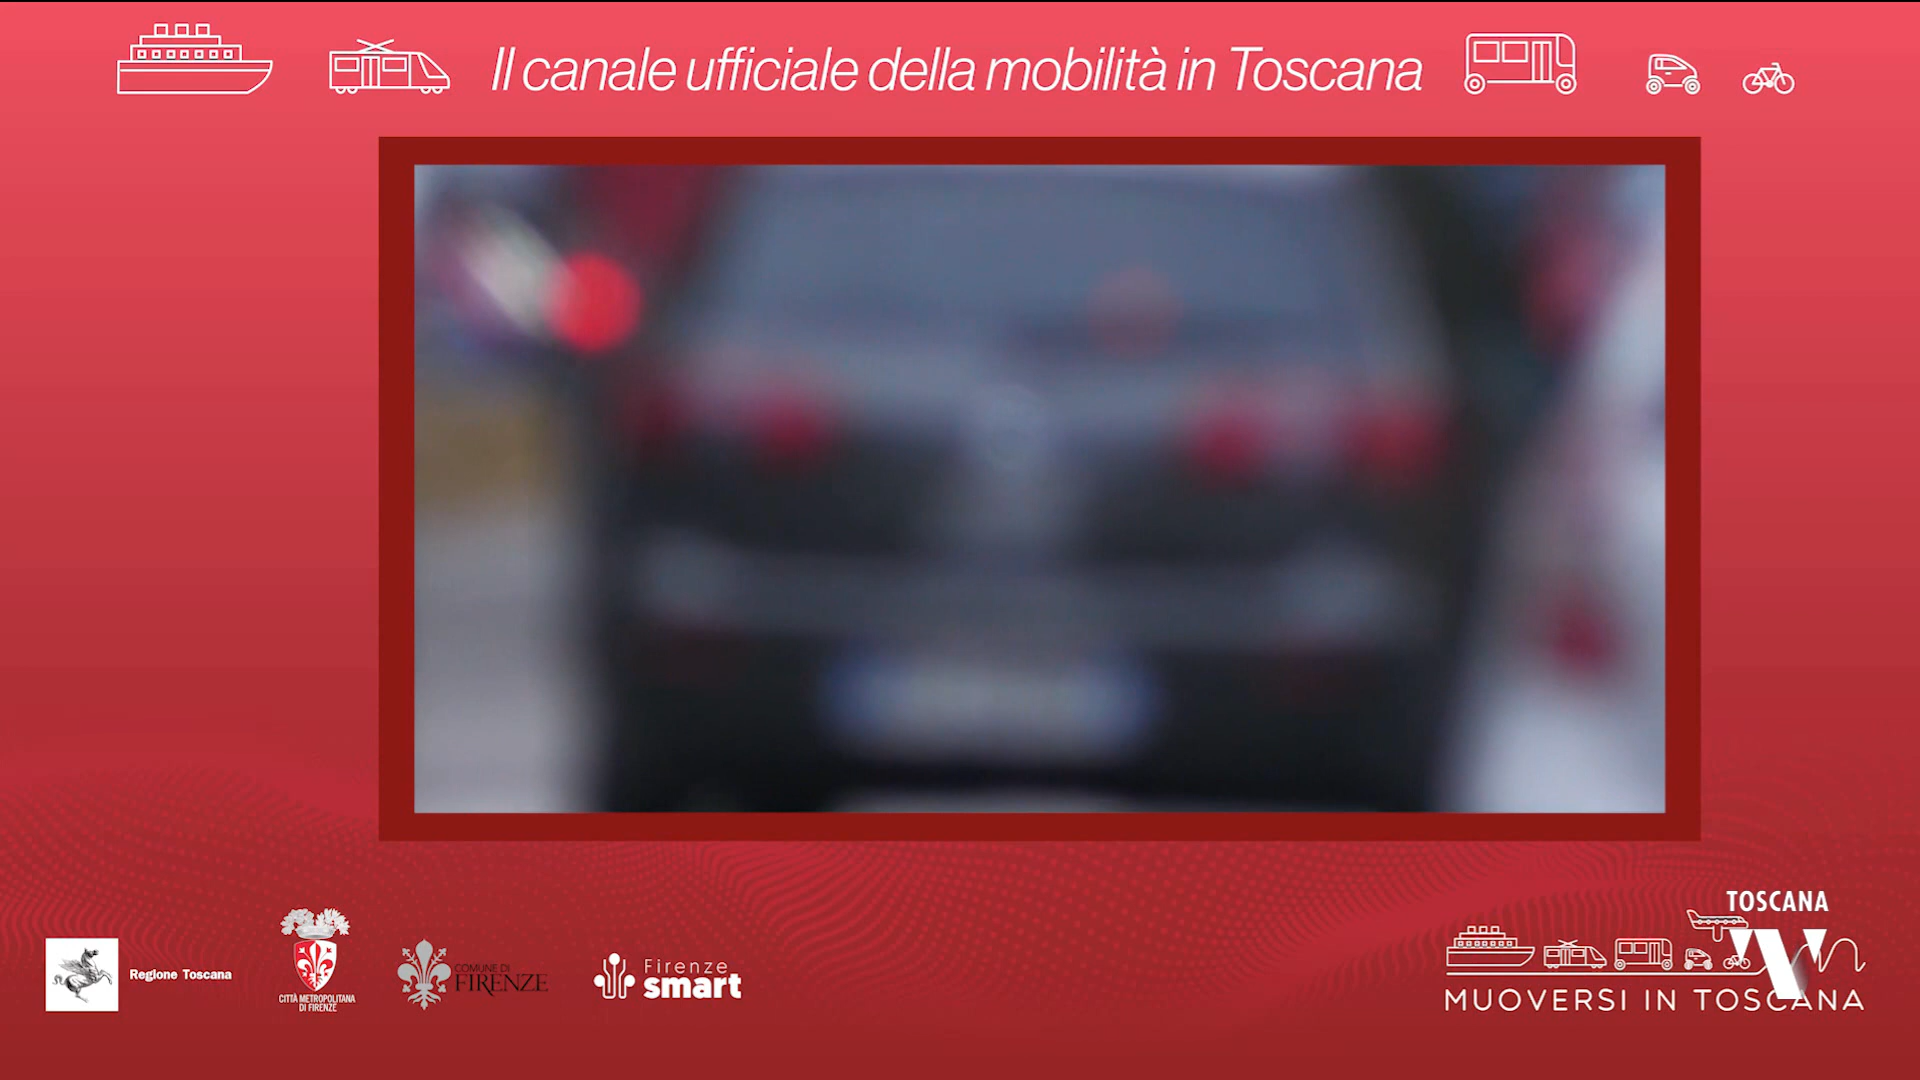 Il canale ufficiale della mobilità in Toscana
TOSCANA
TV
MUOVERSI IN TOSCANA
Regione Toscana
CITTÀ METROPOLITANA
DI FIRENZE
COMUNE DI
FIRENZE
Firenze
smart